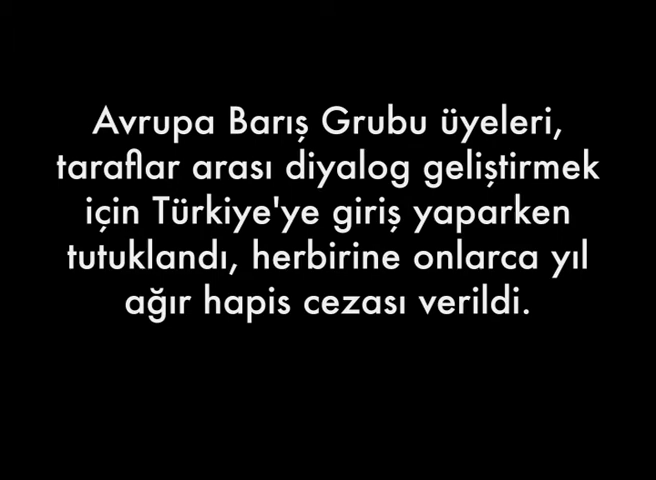 Avrupa Barış Grubu üyeleri,
taraflar arası diyalog geliştirmek
için Türkiye'ye giriş yaparken
tutuklandı, herbirine onlarca yıl
ağır hapis cezası verildi.